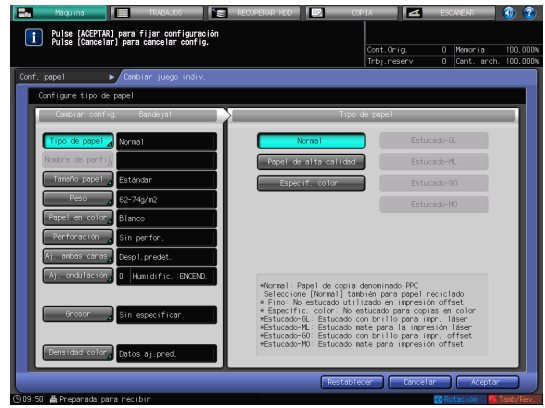 Máquina
TRABAJOS
RECUPERAR HDD
COPIA
ESCANEAR
Pulse [ACEPTAR] para fijar configuración
Pulse [Cancelar] para cancelar config.
Cont.Orig. 0 Memoria 100.000%
Trbj.reserv 0 Cant. arch. 100.000%
Conf. papel
Cambiar juego indiv.
Configure tipo de papel
Cambiar config. Bandeja1
Tipo de papel
Tipo de papel Normal
Nombre de perfil
Tamaño papel Estándar
Peso 62-74g/m2
Papel en color Blanco
Perforación Sin perfor.
Aj. ambas caras Despl.predet.
Aj. ondulación 0 Humidific. :ENCEND.
Grosor Sin especificar
Densidad color Datos aj.pred.
Normal
Estucado-GL
Papel de alta calidad
Estucado-ML
Especif. color
Estucado-GO
Estucado-MO
*Normal: Papel de copia denominado PPC
Seleccione [Normal] también para papel reciclado
* Fino: No estucado utilizado en impresión offset
* Especific. color: No estucado para copias en color
*Estucado-GL: Estucado con brillo para impr. láser
*Estucado-ML: Estucado mate para la impresión láser
*Estucado-GO: Estucado con brillo para impr. offset
*Estucado-MO: Estucado mate para impresión offset
Restablecer
Cancelar
Aceptar
09:50 Preparada para recibir
Rotación
Tamb/Rev.